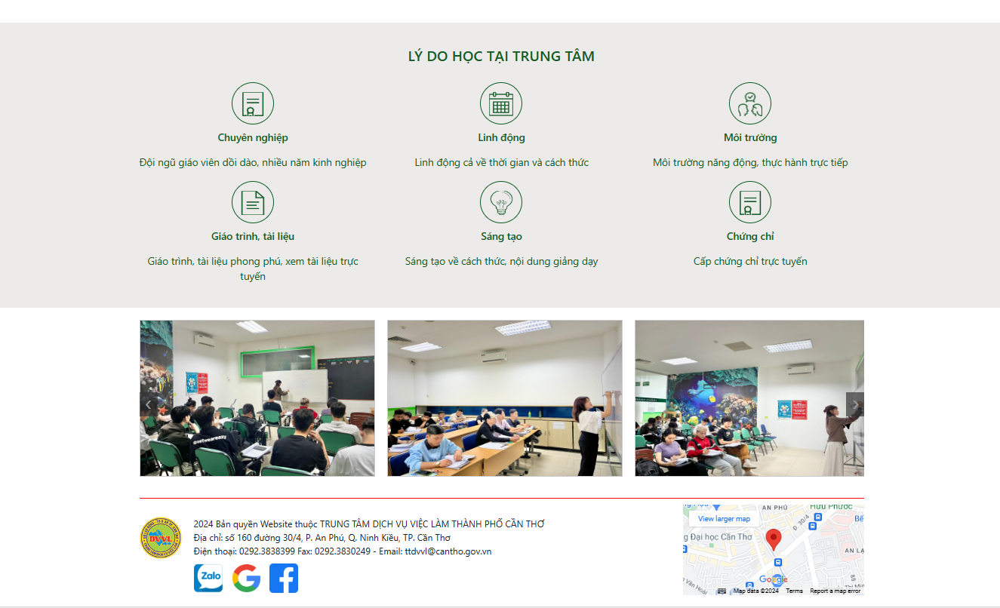 LÝ DO HỌC TẠI TRUNG TÂM
Chuyên nghiệp
Linh động
Môi trường
Đội ngũ giáo viên dồi dào, nhiều năm kinh nghiệp
Linh động cả về thời gian và cách thức
Môi trường năng động, thực hành trực tiếp
Giáo trình, tài liệu
Sáng tạo
Chứng chỉ
Giáo trình, tài liệu phong phú, xem tài liệu trực
tuyến
Sáng tạo về cách thức, nội dung giảng dạy
Cấp chứng chỉ trực tuyến
2024 Bản quyền Website thuộc TRUNG TÂM DỊCH VỤ VIỆC LÀM THÀNH PHỐ CẦN THƠ
Địa chỉ: số 160 đường 30/4, P. An Phú, Q. Ninh Kiều, TP. Cần Thơ
Điện thoại: 0292.3838399 Fax: 0292.3830249 - Email: ttdvvl@cantho.gov.vn
DVVL
Zalo
AN PHÚ
View larger map
Đ. 30/4
g Đại học Cần Thơ
Google
Map data ©2024 Terms Report a map error